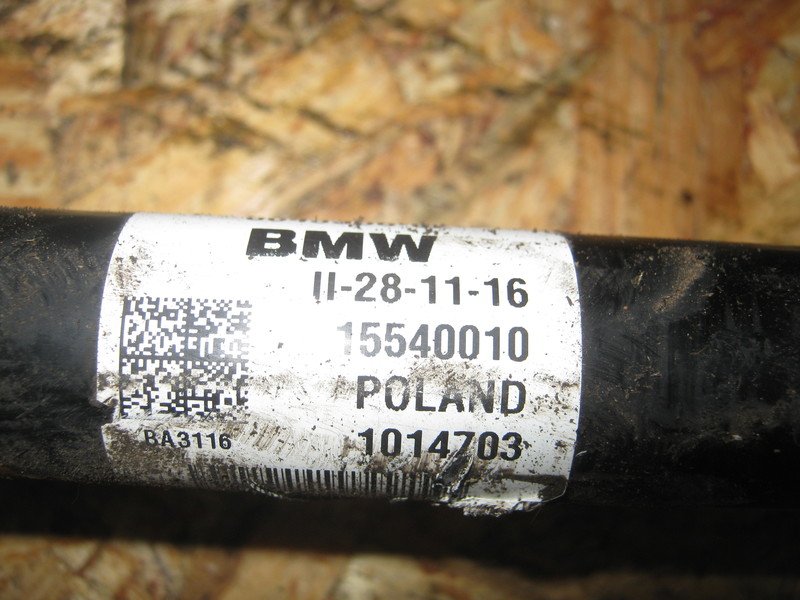 BMW
II-28-11-16
15540010
POLAND
BA3116
1014703